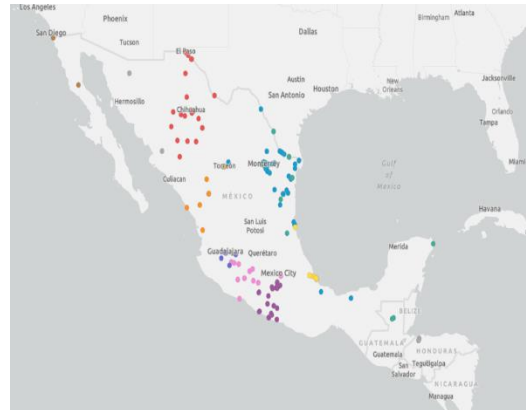 Los Angeles
San Diego
Phoenix
Tucson
El Paso
Dallas
Birmingham
Atlanta
Austin
San Antonio
Houston
New
Orleans
Jacksonville
Orlando
Tampa
Miami
Hermosillo
Chihuahua
Torreon
Monterrey
Culiacan
MÉXICO
Gulf
of
Mexico
Havana
San Luis
Potosí
Guadalajara
Querétaro
Mexico City
Merida
BELIZE
GUATEMALA
Guatemala
HONDURAS
Tegucigalpa
San
Salvador
NICARAGUA
Managua